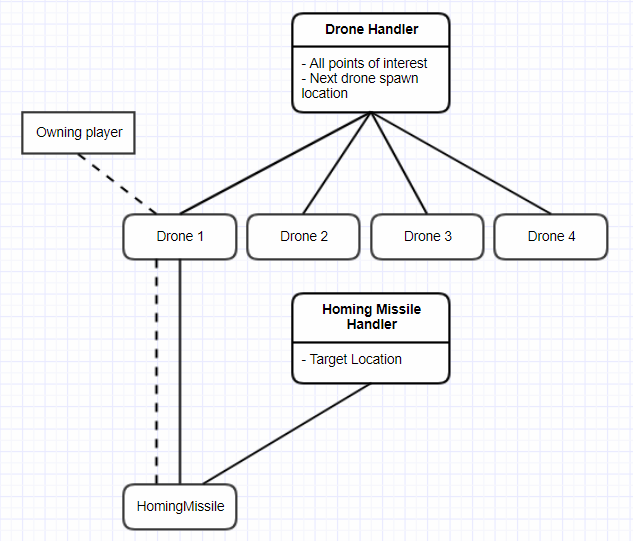 Drone Handler
- All points of interest
- Next drone spawn
location
Owning player
Drone 1
Drone 2
Drone 3
Drone 4
Homing Missile
Handler
- Target Location
HomingMissile